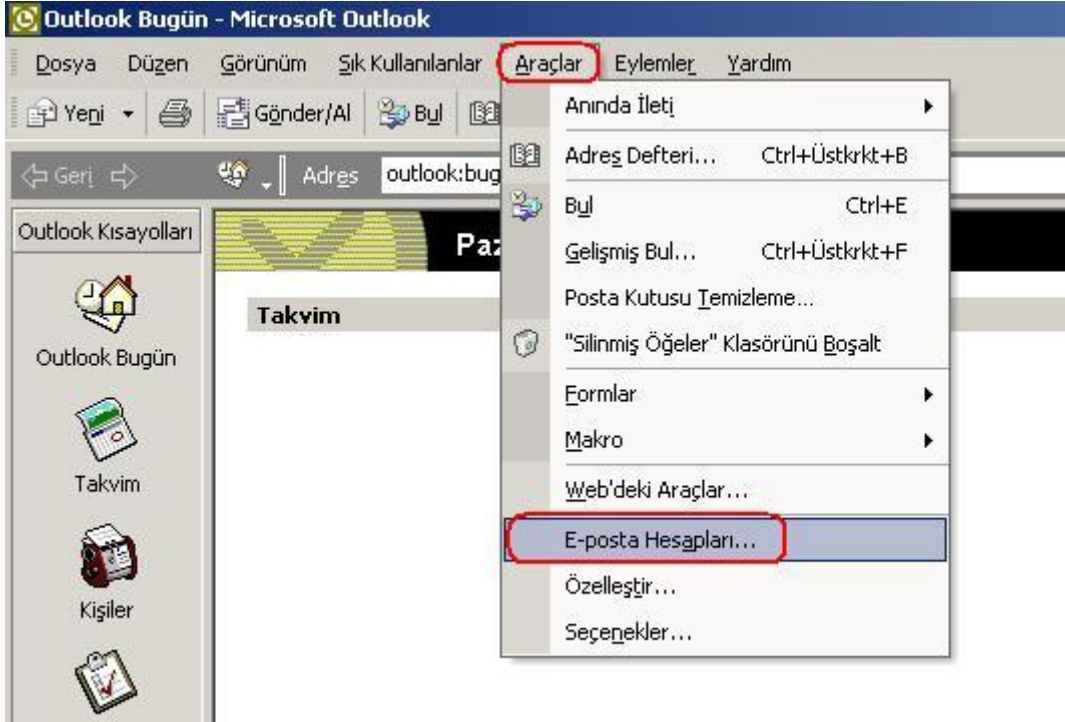 Outlook Bugün - Microsoft Outlook
Dosya Düzen Görünüm Sık Kullanılanlar Araçlar Eylemler Yardım
Yeni Gönder/Al Bul
Geri Adres outlook:bug
Outlook Kısayolları
Outlook Bugün
Takvim
Kişiler
Paz
Takvim
Anında İleti
Adres Defteri... Ctrl+Üstkrkt+B
Bul Ctrl+E
Gelişmiş Bul... Ctrl+Üstkrkt+F
Posta Kutusu Temizleme...
"Silinmiş Öğeler" Klasörünü Boşalt
Formlar
Makro
Web'deki Araçlar...
E-posta Hesapları...
Özelleştir...
Seçenekler...